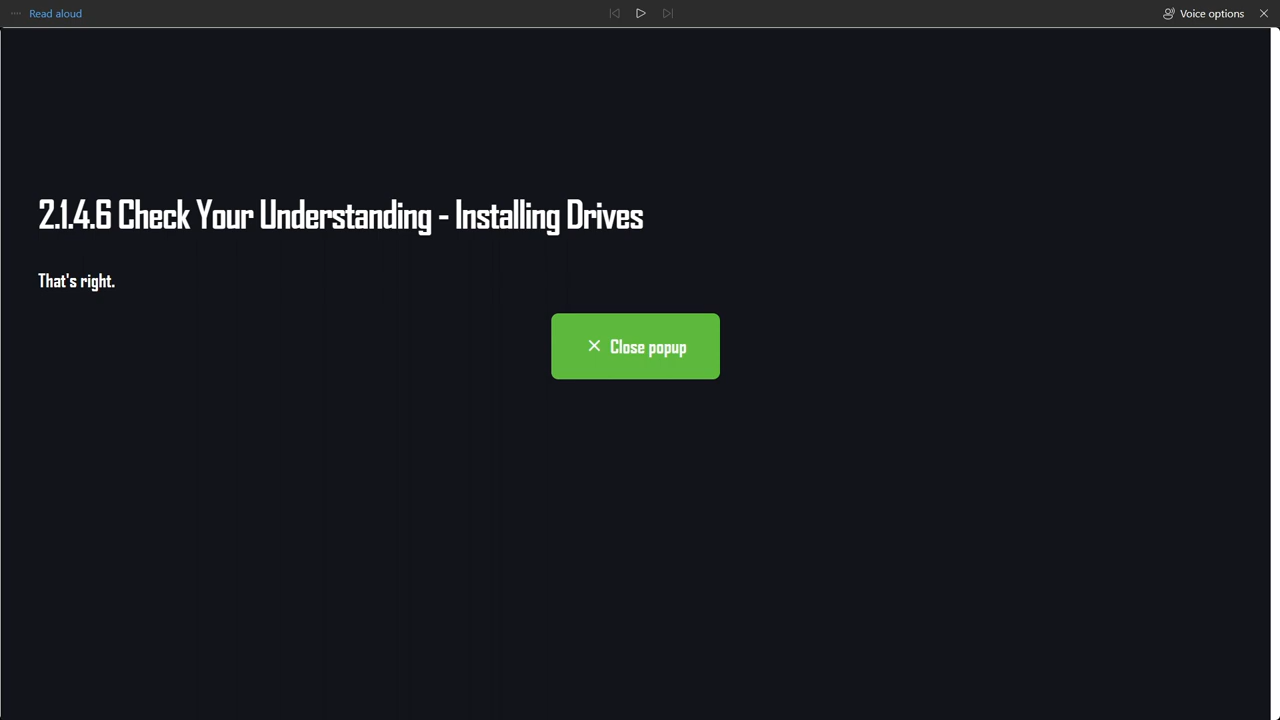 Read aloud
Voice options
2.1.4.6 Check Your Understanding - Installing Drives
That's right.
Close popup